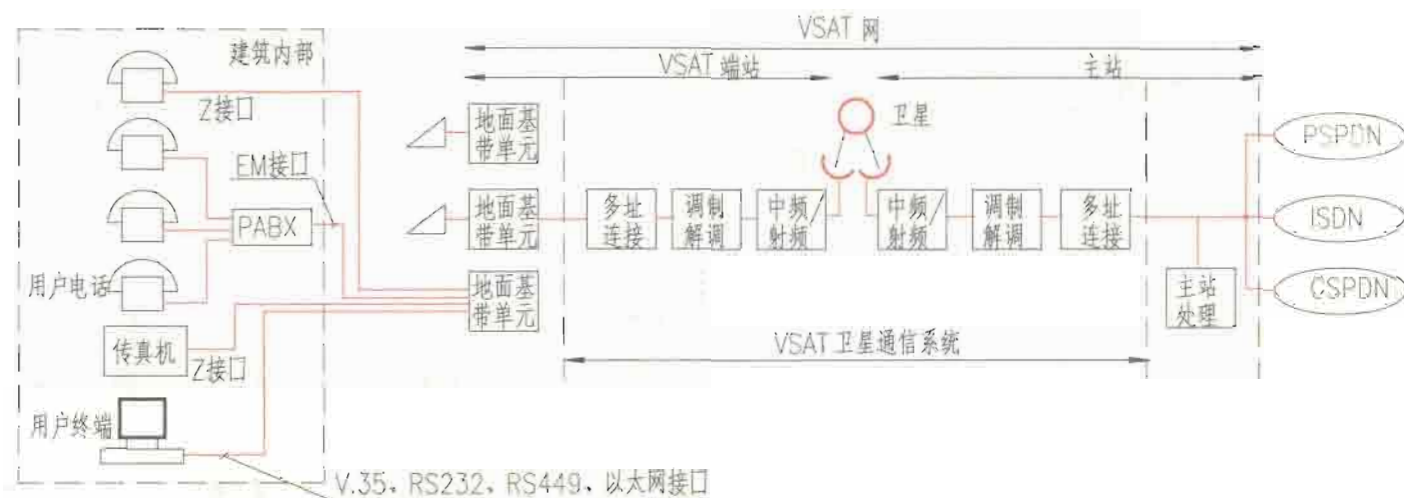 VSAT 网
建筑内部
VSAT 端站
主站
Z接口
地面基
带单元
卫星
PSPDN
EM接口
地面基
带单元
多址
连接
调制
解调
中频/
射频
中频/
射频
调制
解调
多址
连接
ISDN
PABX
用户电话
地面基
带单元
主站
处理
CSPDN
传真机
Z接口
VSAT 卫星通信系统
用户终端
V.35、RS232、RS449、以太网接口